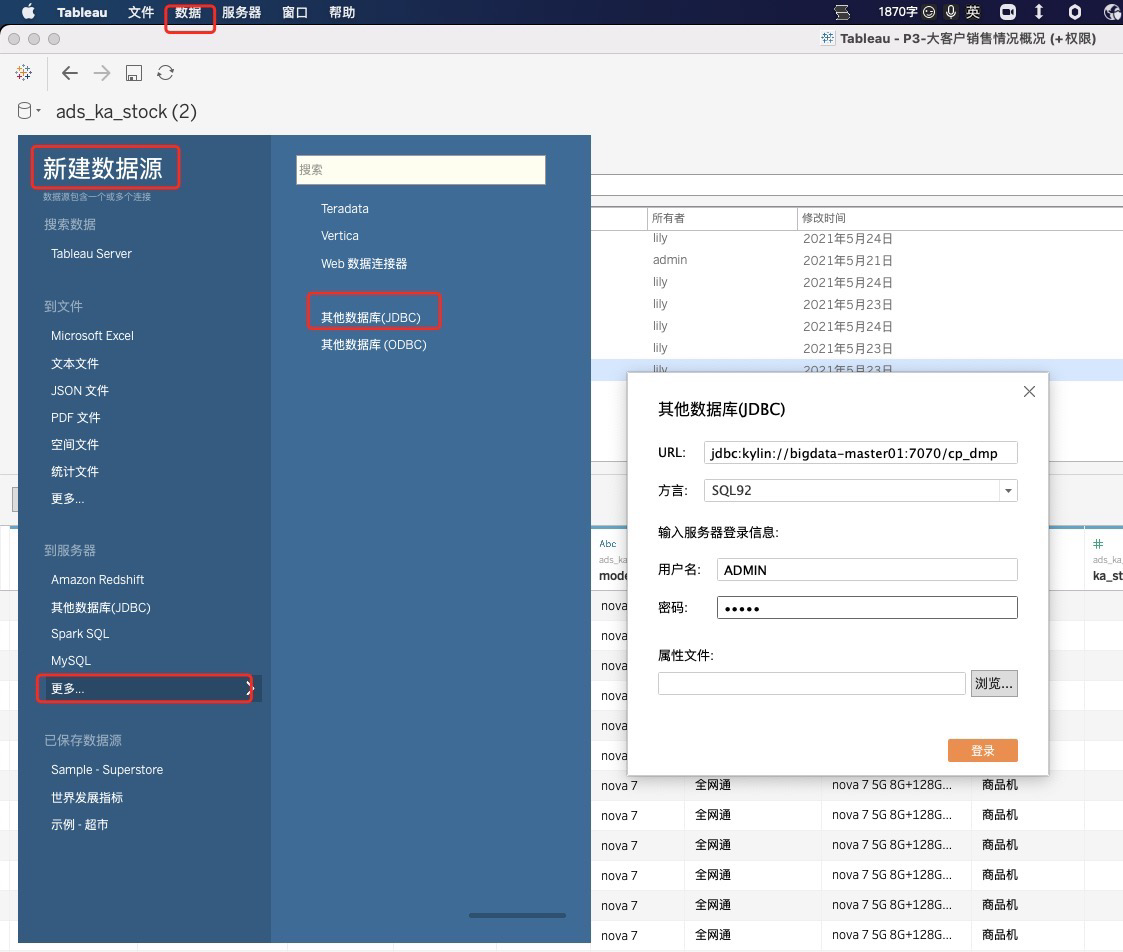 Tableau 文件 数据 服务器 窗口 帮助 1870字 英
Tableau - P3-大客户销售情况概况 (+权限)
ads_ka_stock (2)
新建数据源
数据源包含一个或多个连接
搜索数据
Tableau Server
到文件
Microsoft Excel
文本文件
JSON 文件
PDF 文件
空间文件
统计文件
更多...
到服务器
Amazon Redshift
其他数据库(JDBC)
Spark SQL
MySQL
更多...
已保存数据源
Sample - Superstore
世界发展指标
示例 - 超市
搜索
Teradata
Vertica
Web 数据连接器
其他数据库(JDBC)
其他数据库 (ODBC)
所有者 修改时间
lily 2021年5月24日
admin 2021年5月21日
lily 2021年5月24日
lily 2021年5月23日
lily 2021年5月24日
lily 2021年5月23日
lily 2021年5月23日
其他数据库(JDBC)
URL: jdbc:kylin://bigdata-master01:7070/cp_dmp
方言: SQL92
输入服务器登录信息:
用户名: ADMIN
密码: •••••
属性文件:
浏览...
登录
Abc
ads_ka
mode
#
ads_ka
ka_st
nova
nova
nova
nova
nova
nova
nova 7 全网通 nova 7 5G 8G+128G... 商品机
nova 7 全网通 nova 7 5G 8G+128G... 商品机
nova 7 全网通 nova 7 5G 8G+128G... 商品机
nova 7 全网通 nova 7 5G 8G+128G... 商品机
nova 7 全网通 nova 7 5G 8G+128G... 商品机
nova 7 全网通 nova 7 5G 8G+128G... 商品机